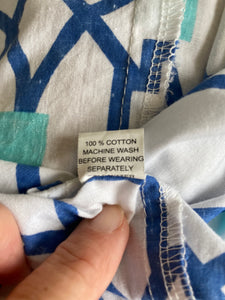 100 % COTTON
MACHINE WASH
BEFORE WEARING
SEPARATELY